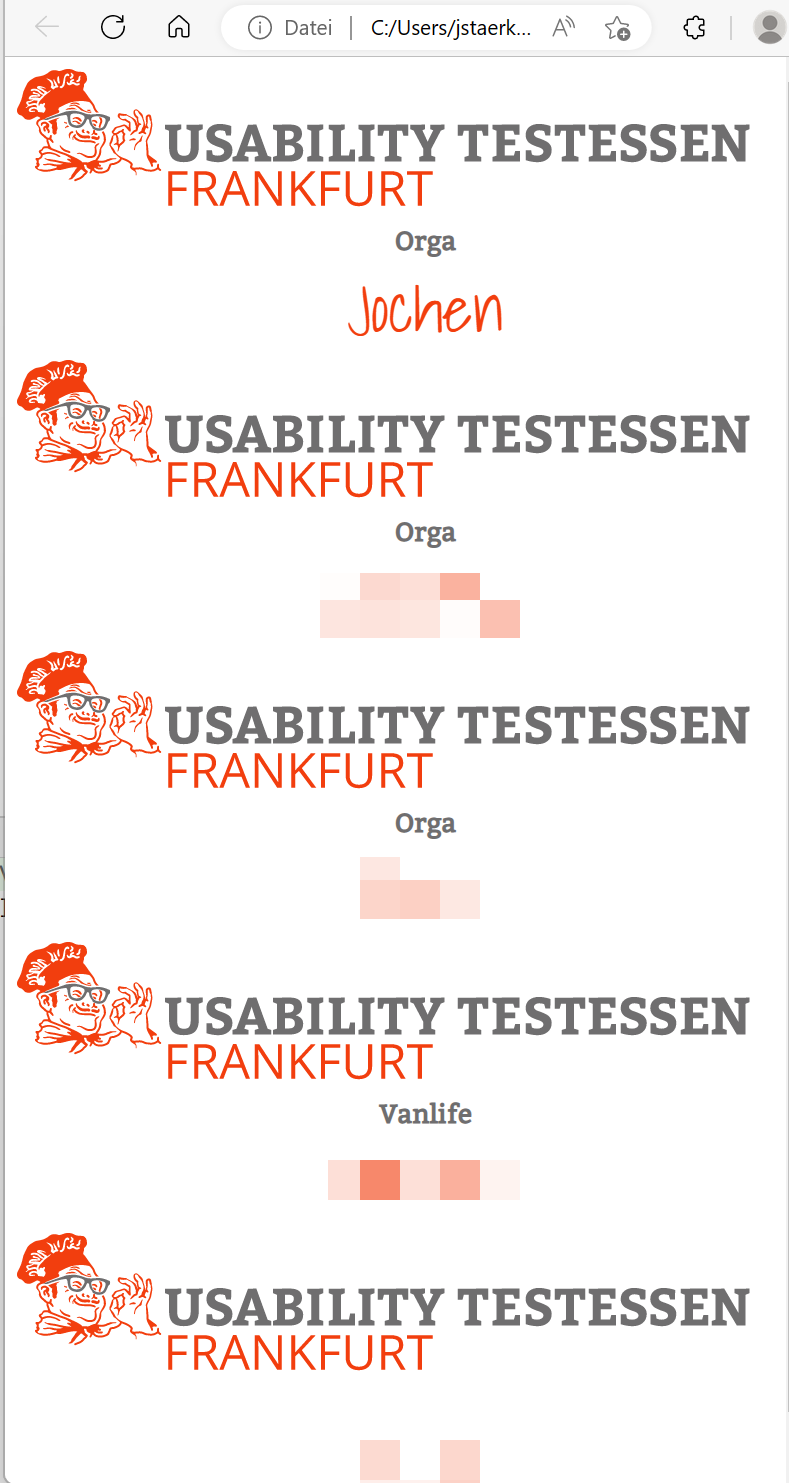 Datei | C:/Users/jstaerk...
USABILITY TESTESSEN
FRANKFURT
Orga
Jochen
USABILITY TESTESSEN
FRANKFURT
Orga
USABILITY TESTESSEN
FRANKFURT
Orga
USABILITY TESTESSEN
FRANKFURT
Vanlife
USABILITY TESTESSEN
FRANKFURT